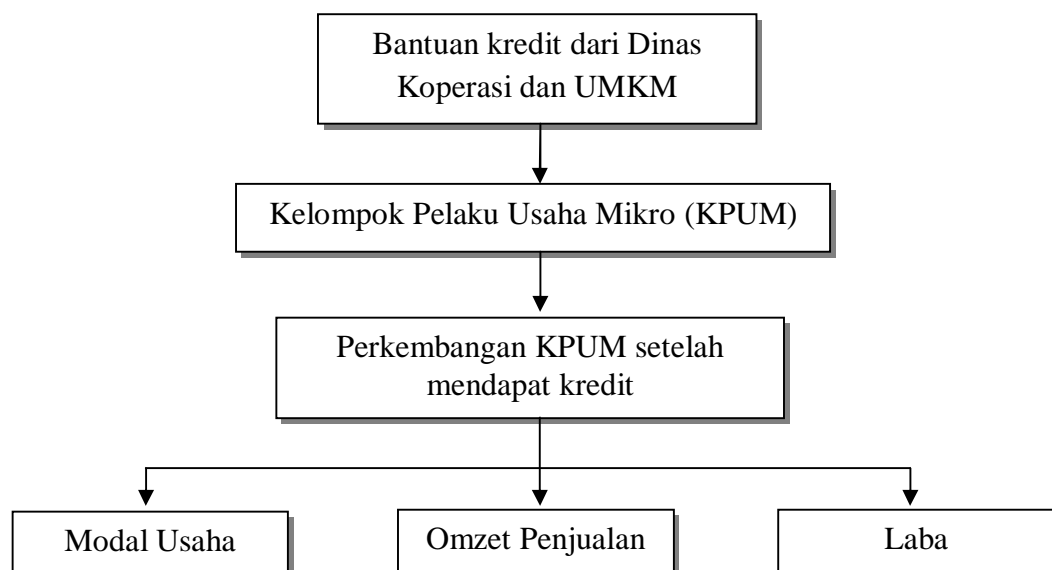 Bantuan kredit dari Dinas
Koperasi dan UMKM
Kelompok Pelaku Usaha Mikro (KPUM)
Perkembangan KPUM setelah
mendapat kredit
Modal Usaha
Omzet Penjualan
Laba